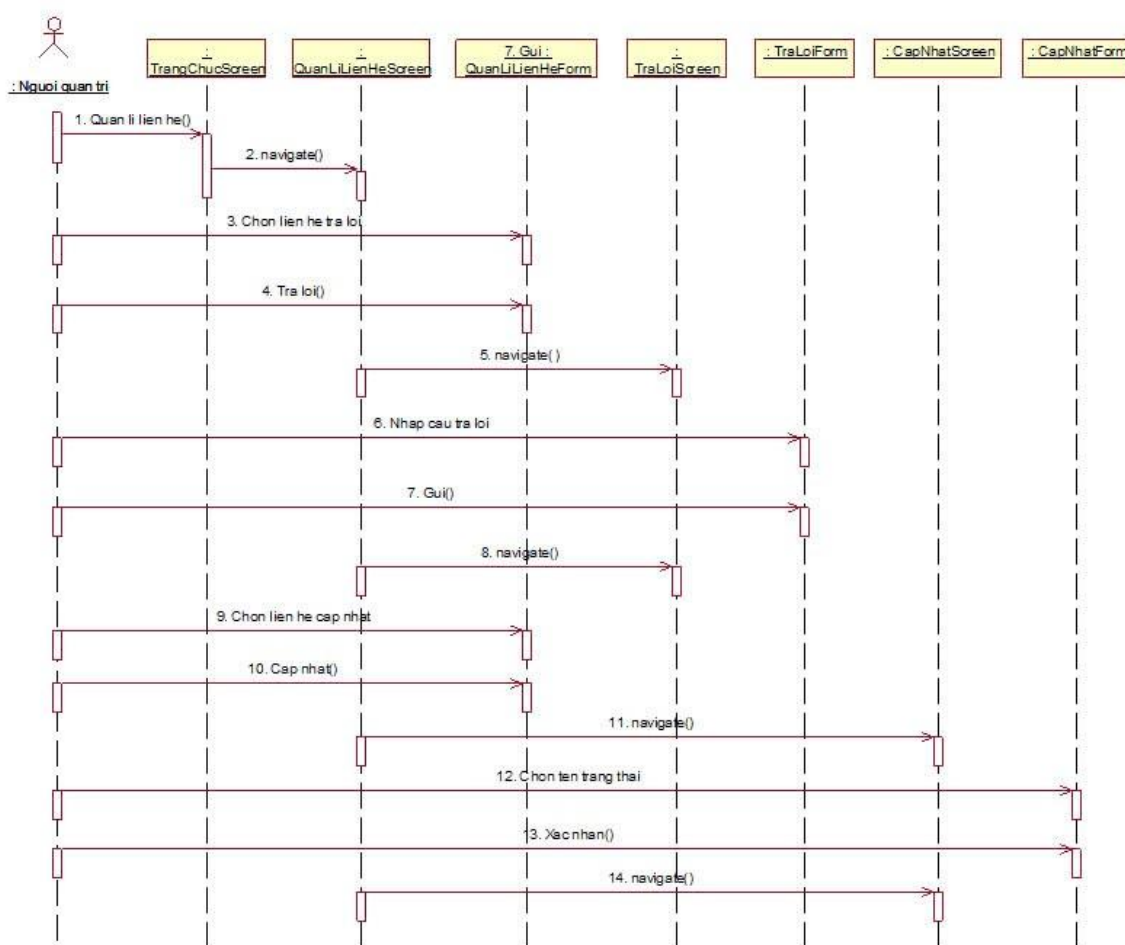 : Nguoi quan tri
:
TrangChucScreen
:
QuanLiLienHeScreen
7. Gui :
QuanLiLienHeForm
:
TraLoiScreen
: TraLoiForm
: CapNhatScreen
: CapNhatForm
1. Quan li lien he()
2. navigate()
3. Chon lien he tra loi
4. Tra loi()
5. navigate( )
6. Nhap cau tra loi
7. Gui()
8. navigate()
9. Chon lien he cap nhat
10. Cap nhat()
11. navigate()
12. Chon ten trang thai
13. Xac nhan()
14. navigate()